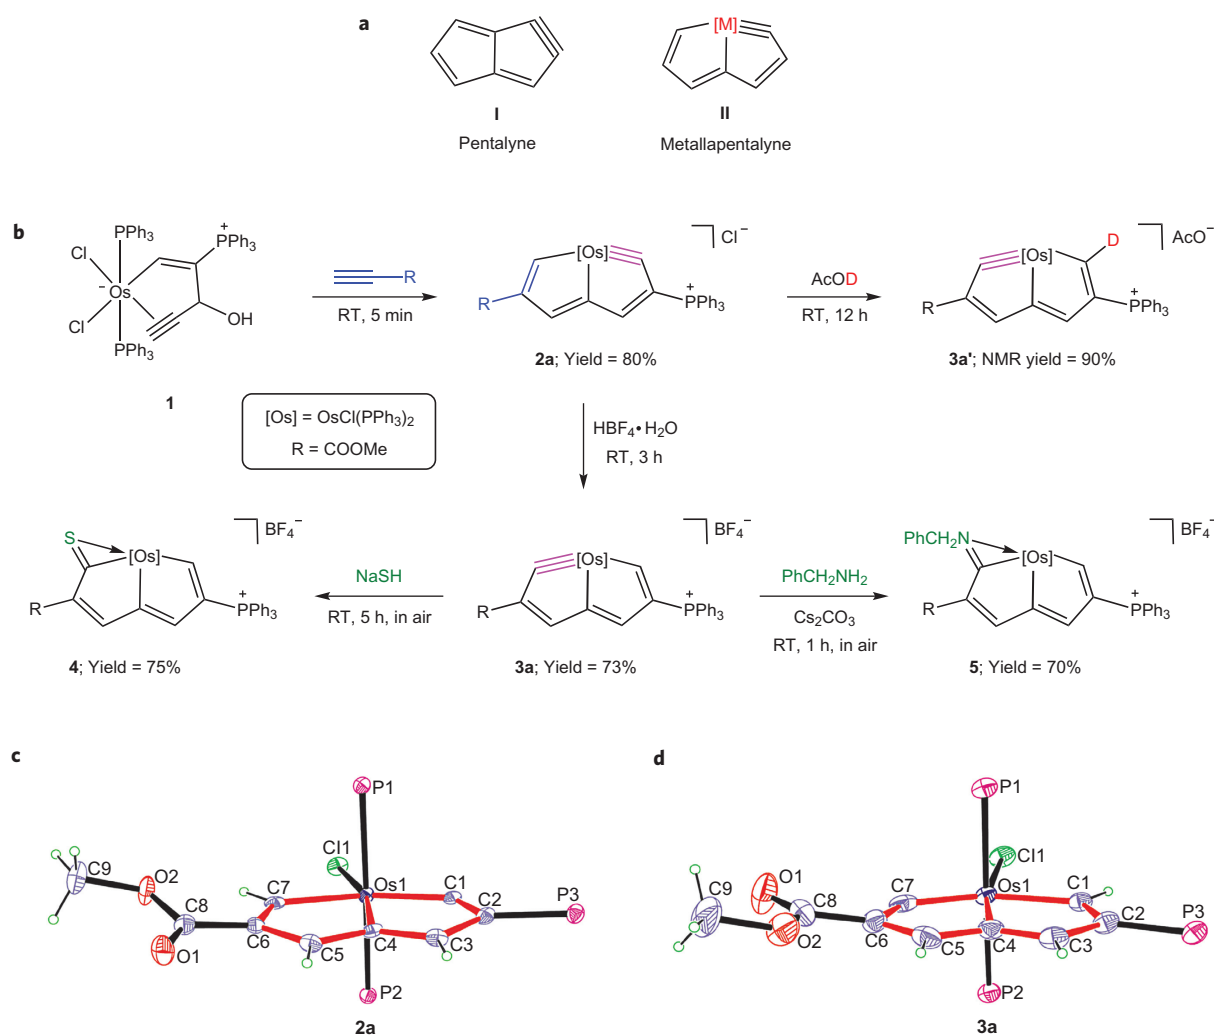 a
[M]
I
II
Pentalyne
Metallapentalyne
b
PPh₃
Cl
−
Os
Cl
PPh₃
+
PPh₃
OH
1
R
RT, 5 min
[Os]
Cl⁻
R
+
PPh₃
2a; Yield = 80%
AcOD
RT, 12 h
[Os]
D
AcO⁻
R
+
PPh₃
3a'; NMR yield = 90%
[Os] = OsCl(PPh₃)₂
R = COOMe
HBF₄•H₂O
RT, 3 h
S
[Os]
BF₄⁻
R
+
PPh₃
4; Yield = 75%
NaSH
RT, 5 h, in air
[Os]
BF₄⁻
R
+
PPh₃
3a; Yield = 73%
PhCH₂NH₂
Cs₂CO₃
RT, 1 h, in air
PhCH₂N
[Os]
BF₄⁻
R
+
PPh₃
5; Yield = 70%
c
P1
Cl1
C9
O2
C7
Os1
C1
C8
C2
P3
O1
C6
C5
C4
C3
P2
2a
d
P1
Cl1
C9
O1
C7
Os1
C1
C8
C2
P3
O2
C6
C5
C4
C3
P2
3a